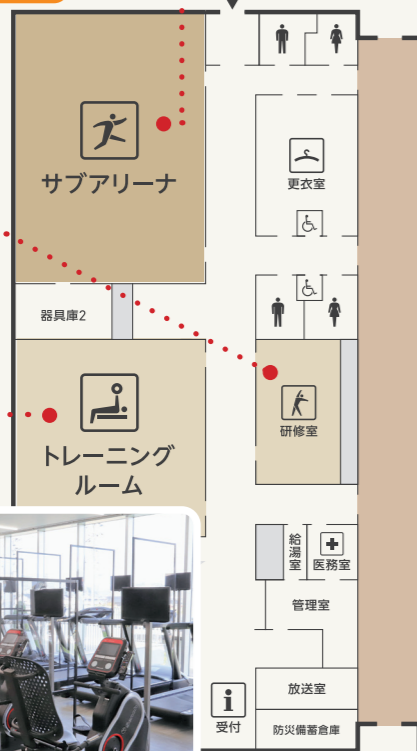 サブアリーナ
更衣室
器具庫2
トレーニング
ルーム
研修室
給湯室
医務室
管理室
放送室
受付
防災備蓄倉庫